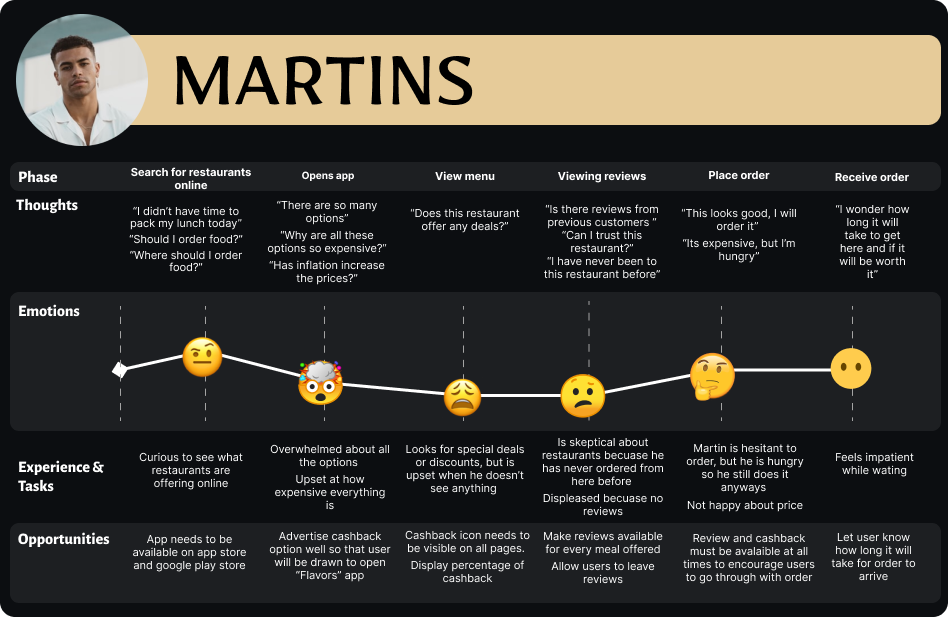 MARTINS
Phase
Search for restaurants
online
Opens app
View menu
Viewing reviews
Place order
Receive order
Thoughts
“I didn’t have time to
pack my lunch today”
“Should I order food?”
“Where should I order
food?”
“There are so many
options”
“Why are all these
options so expensive?”
“Has inflation increase
the prices?”
“Does this restaurant
offer any deals?”
“Is there reviews from
previous customers ”
“Can I trust this
restaurant?”
“I have never been to
this restaurant before”
“This looks good, I will
order it”
“Its expensive, but I’m
hungry”
“I wonder how
long it will
take to get
here and if it
will be worth
it”
Emotions
Experience &
Tasks
Curious to see what
restaurants are
offering online
Overwhelmed about all
the options
Upset at how
expensive everything
is
Looks for special deals
or discounts, but is
upset when he doesn’t
see anything
Is skeptical about
restaurants becuase he
has never ordered from
here before
Displeased becuase no
reviews
Martin is hesitant to
order, but he is hungry
so he still does it
anyways
Not happy about price
Feels impatient
while wating
Opportunities
App needs to be
available on app store
and google play store
Advertise cashback
option well so that user
will be drawn to open
“Flavors” app
Cashback icon needs to
be visible on all pages.
Display percentage of
cashback
Make reviews available
for every meal offered
Allow users to leave
reviews
Review and cashback
must be avalaible at all
times to encourage users
to go through with order
Let user know
how long it will
take for order to
arrive